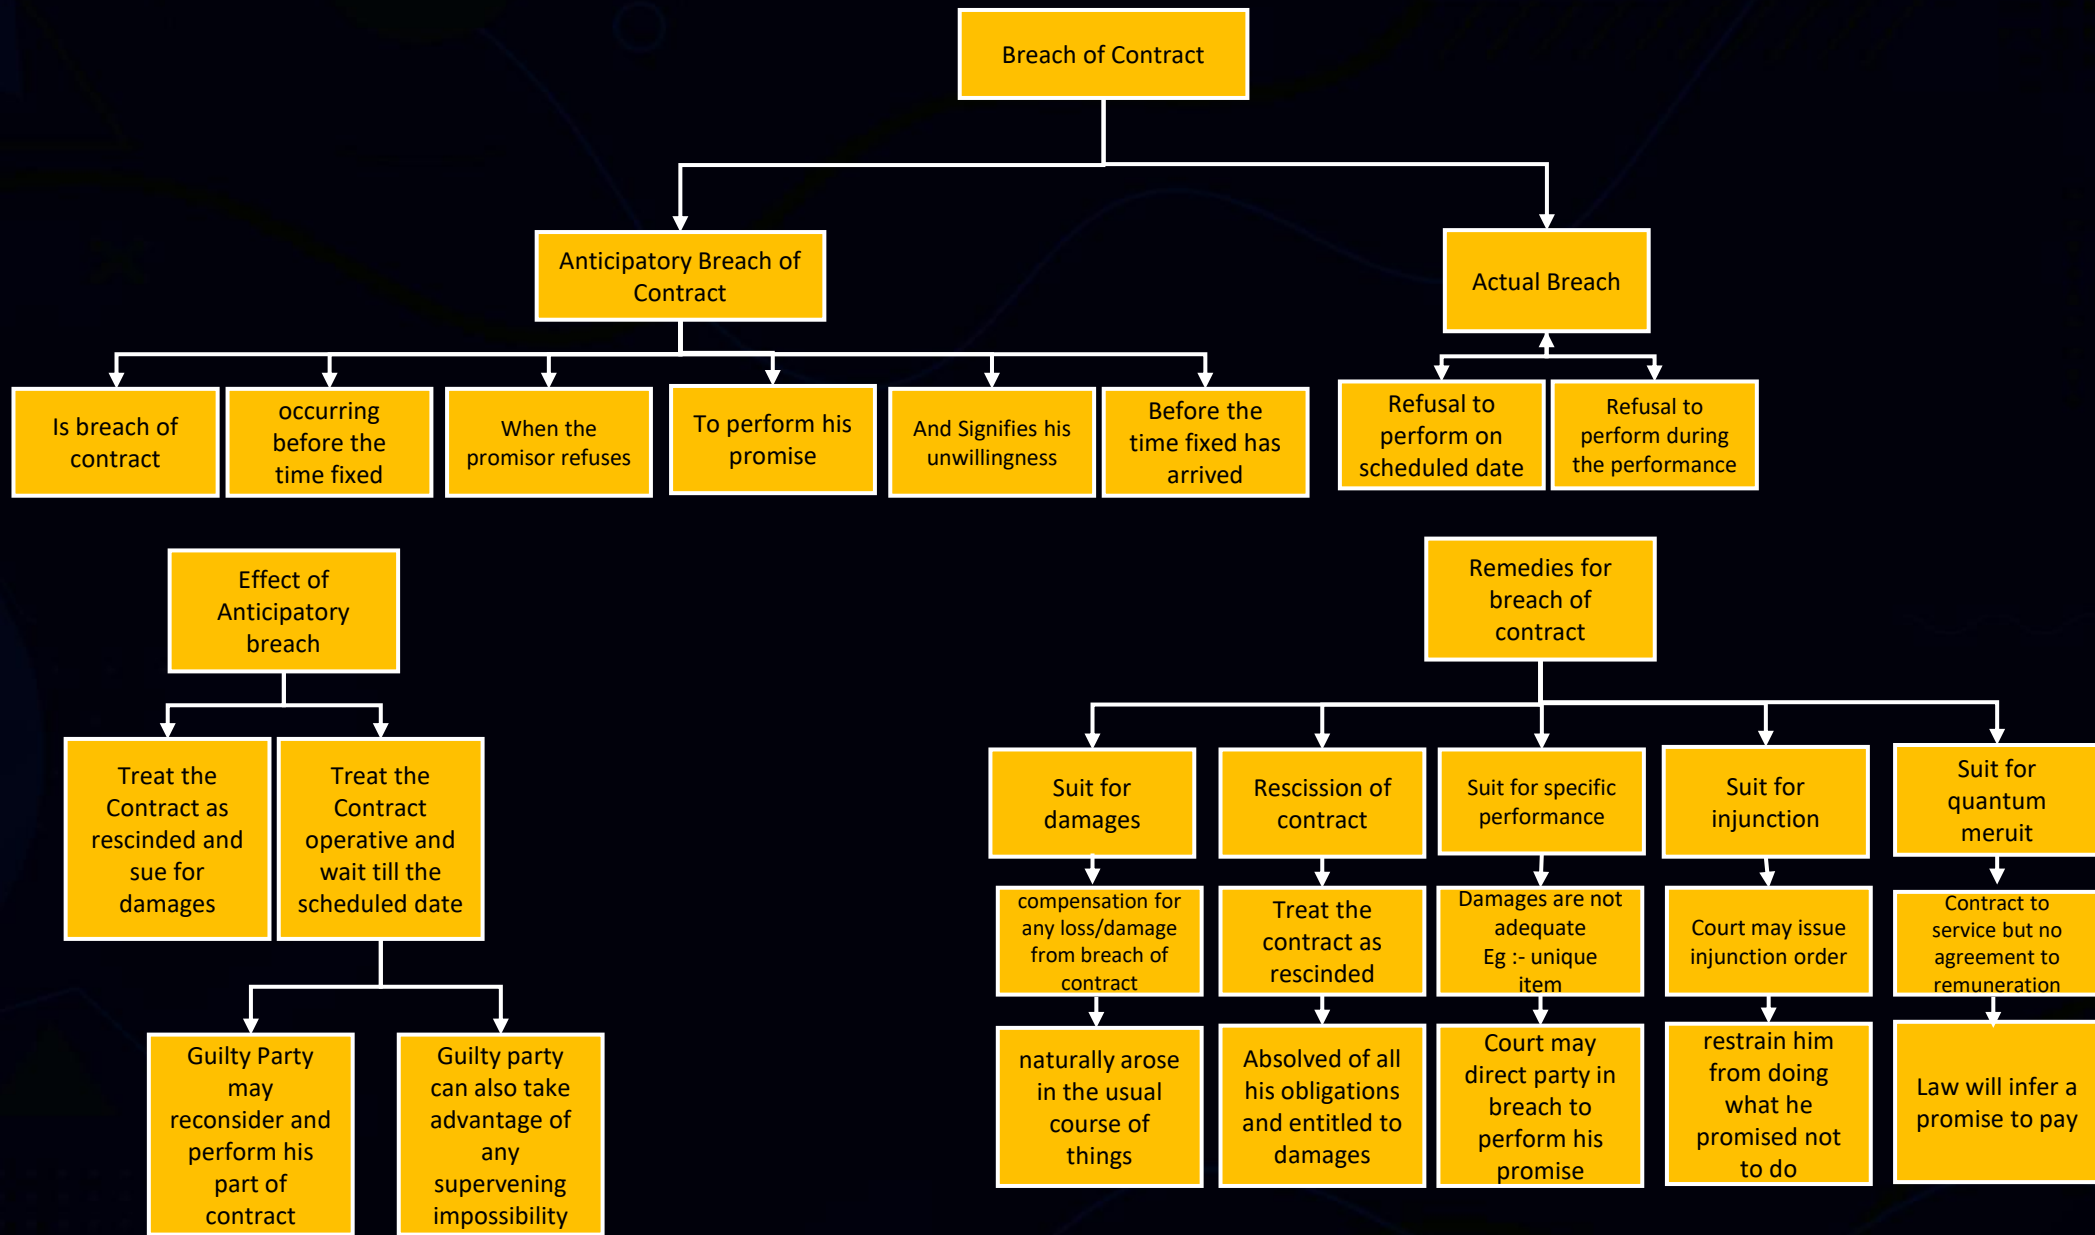 Breach of Contract
Anticipatory Breach of
Contract
Actual Breach
Is breach of
contract
occurring
before the
time fixed
When the
promisor refuses
To perform his
promise
And Signifies his
unwillingness
Before the
time fixed has
arrived
Refusal to
perform on
scheduled date
Refusal to
perform during
the performance
Effect of
Anticipatory
breach
Treat the
Contract as
rescinded and
sue for
damages
Treat the
Contract
operative and
wait till the
scheduled date
Guilty Party
may
reconsider and
perform his
part of
contract
Guilty party
can also take
advantage of
any
supervening
impossibility
Remedies for
breach of
contract
Suit for
damages
Rescission of
contract
Suit for specific
performance
Suit for
injunction
Suit for
quantum
meruit
compensation for
any loss/damage
from breach of
contract
Treat the
contract as
rescinded
Damages are not
adequate
Eg :- unique
item
Court may issue
injunction order
Contract to
service but no
agreement to
remuneration
naturally arose
in the usual
course of
things
Absolved of all
his obligations
and entitled to
damages
Court may
direct party in
breach to
perform his
promise
restrain him
from doing
what he
promised not
to do
Law will infer a
promise to pay